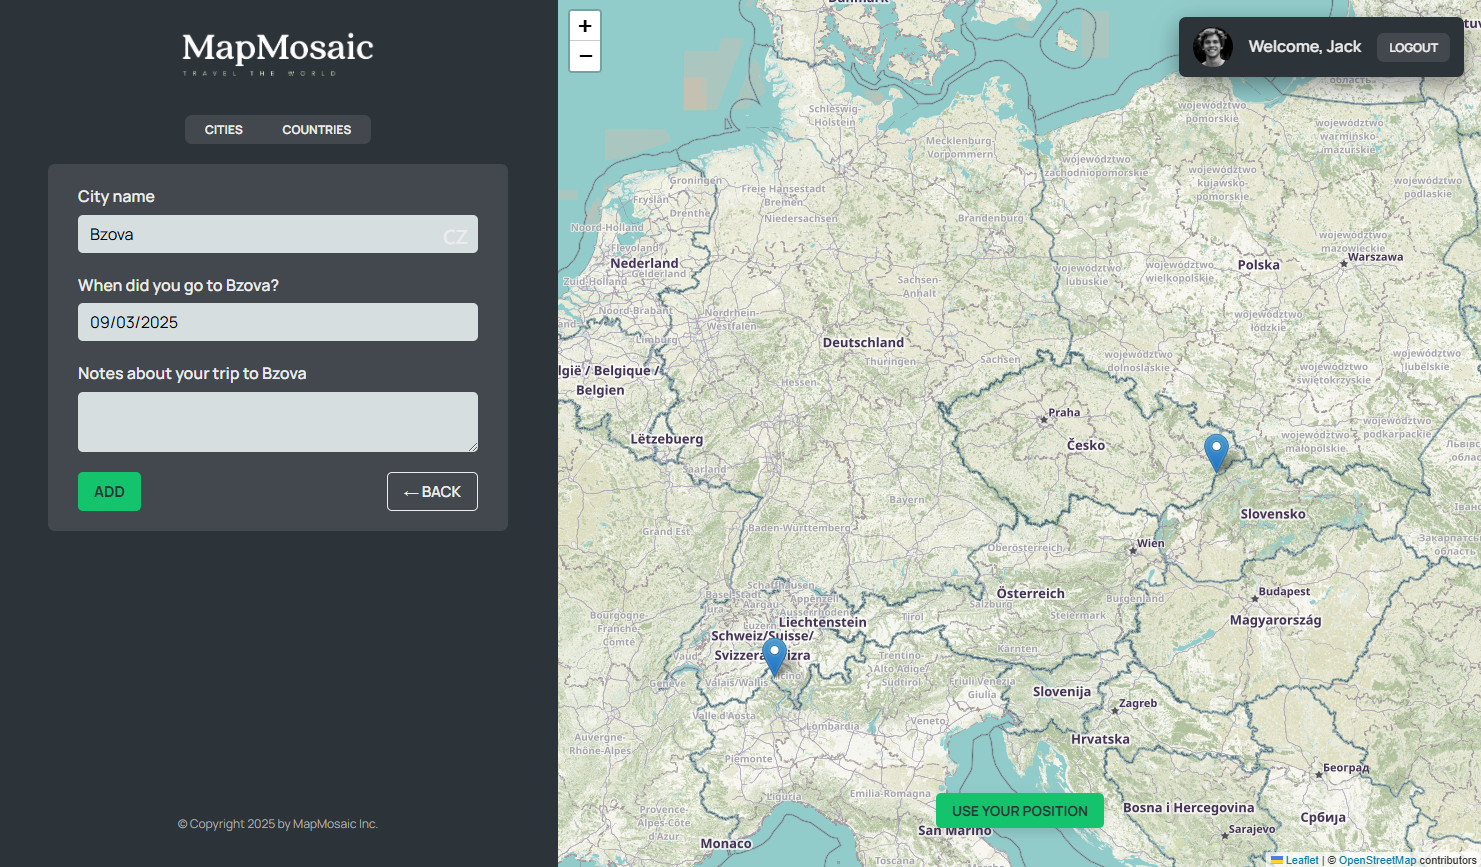 MapMosaic
TRAVEL THE WORLD
CITIES COUNTRIES
City name
Bzova
CZ
When did you go to Bzova?
09/03/2025
Notes about your trip to Bzova
ADD
← BACK
© Copyright 2025 by MapMosaic Inc.
+
−
Welcome, Jack
LOGOUT
Danmark
Schleswig-
Holstein
Mecklenburg-
Vorpommern
województwo
pomorskie
województwo
warmińsko-
mazurskie
województwo
zachodniopomorskie
województwo
kujawsko-
pomorskie
województwo
podlaskie
область
Groningen
Fryslân
Drenthe
Freie Hansestadt
Bremen
Niedersachsen
Noord-Holland
Flevoland
Nederland
Gelderland
Zuid-Holland
Noord-Brabant
Limburg
Brandenburg
Sachsen-
Anhalt
województwo
lubuskie
województwo
wielkopolskie
Polska
województwo
mazowieckie
Warszawa
województwo
łódzkie
Nordrhein-
Westfalen
Deutschland
Thüringen
Hessen
Sachsen
województwo
dolnośląskie
województwo
świętokrzyskie
województwo
lubelskie
lgië / Belgique /
Belgien
Lëtzebuerg
Saarland
Praha
Česko
województwo
małopolskie
województwo
podkarpackie
Grand Est
Baden-Württemberg
Bayern
Slovensko
Закарпатська
область
Oberösterreich
Wien
Österreich
Salzburg
Burgenland
Steiermark
Kärnten
Tirol
Budapest
Magyarország
Schaffhausen
Basel-Stadt
Jura
Aargau
Appenzell
Ausserrhoden
Luzern
Liechtenstein
Schweiz/Suisse/
Svizzera/Svizra
Bourgogne-
Franche-
Comté
Vaud
Genève
Valais/Wallis
Ticino
Trentino-
Alto Adige/
Südtirol
Friuli Venezia
Giulia
Slovenija
Zagreb
Hrvatska
Valle d'Aosta
Lombardia
Veneto
Auvergne-
Rhône-Alpes
Piemonte
Emilia-Romagna
Liguria
Provence-
Alpes-Côte
d'Azur
Monaco
Toscana
San Marino
USE YOUR POSITION
Београд
Bosna i Hercegovina
Србија
Sarajevo
Leaflet | © OpenStreetMap contributors